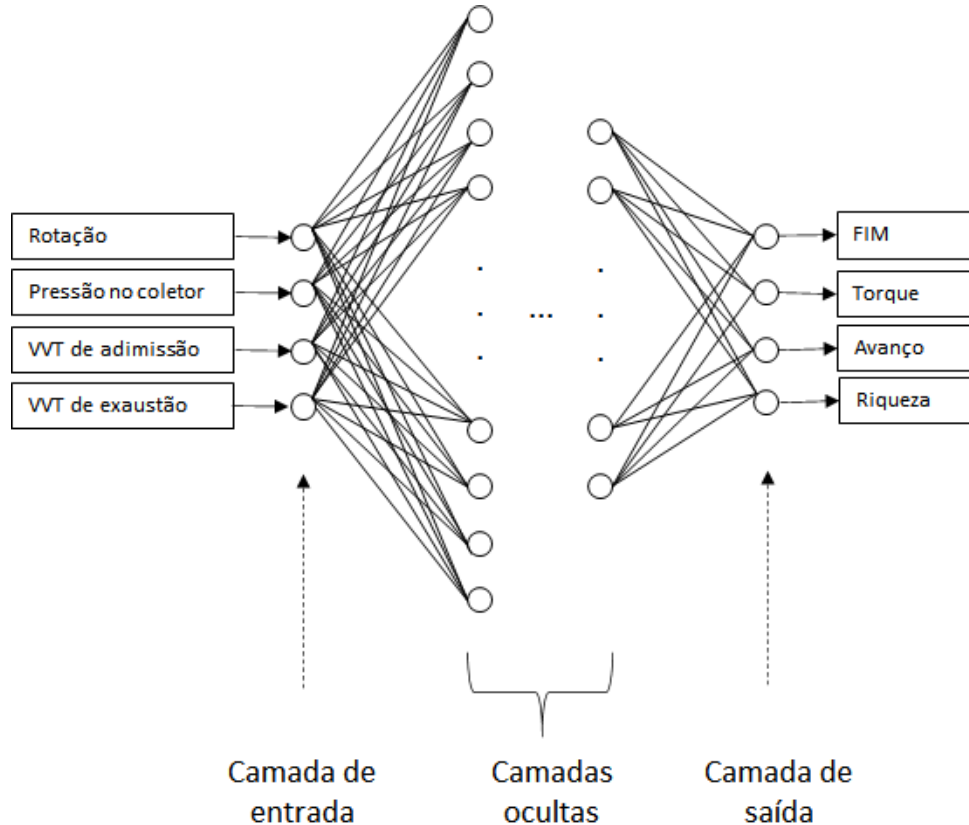 Rotação
Pressão no coletor
VVT de adimissão
VVT de exaustão
...
FIM
Torque
Avanço
Riqueza
Camada de
entrada
Camadas
ocultas
Camada de
saída